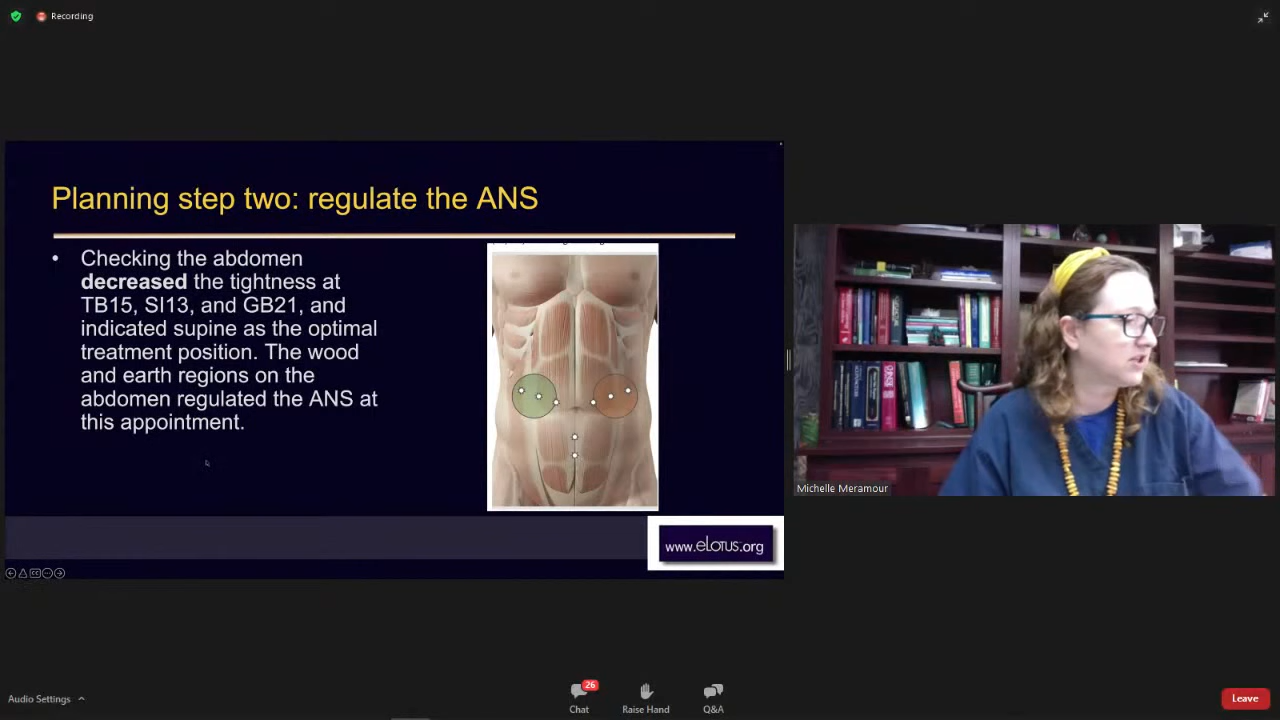 Recording
Planning step two: regulate the ANS
• Checking the abdomen
decreased the tightness at
TB15, SI13, and GB21, and
indicated supine as the optimal
treatment position. The wood
and earth regions on the
abdomen regulated the ANS at
this appointment.
www.eLotus.org
Michelle Meramour
Audio Settings
26
Chat
Raise Hand
Q&A
Leave